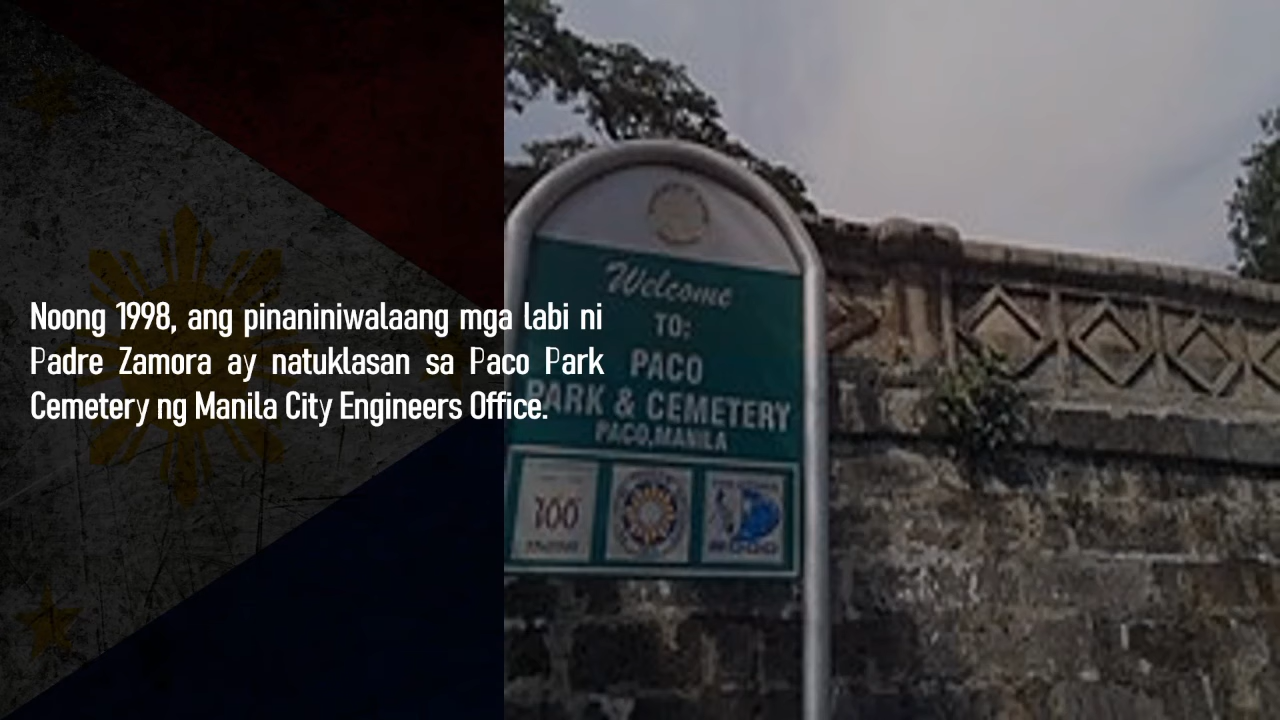 Noong 1998, ang pinaniniwalaang mga labi ni
Padre Zamora ay natuklasan sa Paco Park
Cemetery ng Manila City Engineers Office.
Welcome
TO:
PACO
PARK & CEMETERY
PACO, MANILA
100